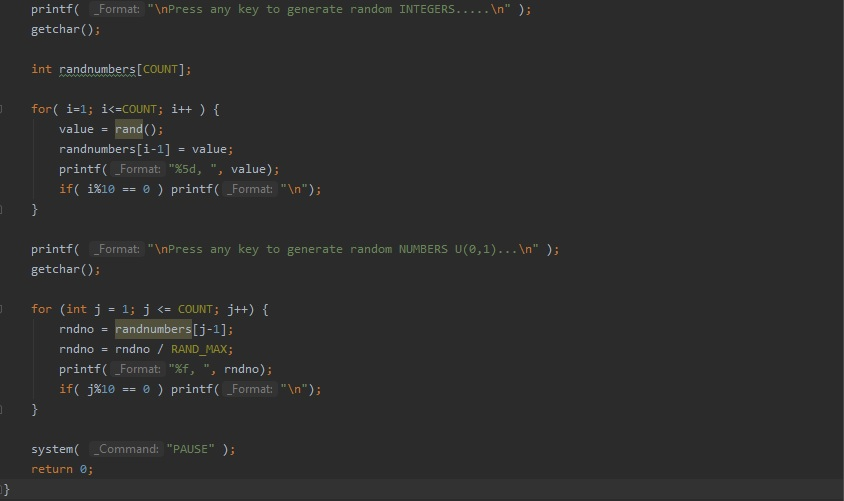 printf( _Format: "\nPress any key to generate random INTEGERS.....\n" );
getchar();
int randnumbers[COUNT];
for( i=1; i<=COUNT; i++ ) {
value = rand();
randnumbers[i-1] = value;
printf( _Format: "%5d, ", value);
if( i%10 == 0 ) printf( _Format: "\n");
}
printf( _Format: "\nPress any key to generate random NUMBERS U(0,1)...\n" );
getchar();
for (int j = 1; j <= COUNT; j++) {
rndno = randnumbers[j-1];
rndno = rndno / RAND_MAX;
printf( _Format: "%f, ", rndno);
if( j%10 == 0 ) printf( _Format: "\n");
}
system( _Command: "PAUSE" );
return 0;
}